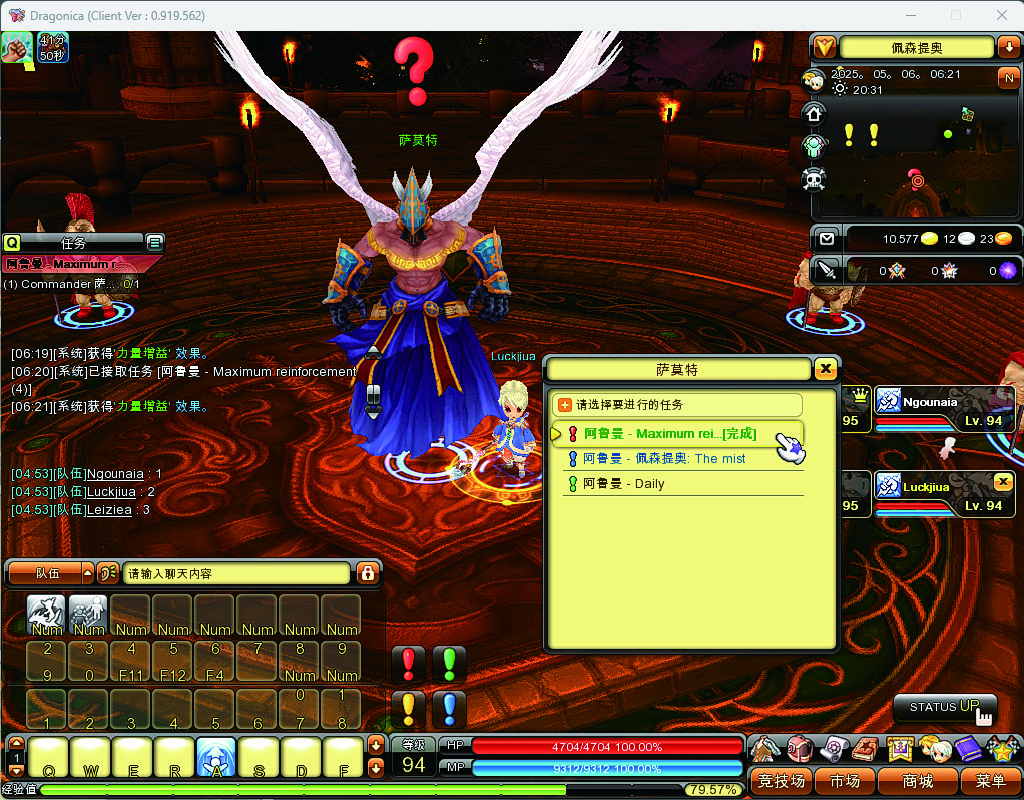 Dragonica (Client Ver : 0.919.562)
41分
50秒
佩森提奥
2025。05。06。06:21
N
20:31
萨莫特
Q 任务
阿鲁曼 - Maximum r...
(1) Commander 萨... 0/1
10.577 12 23
0 0 0
[06:19][系统]获得'力量增益' 效果。
[06:20][系统]已接取任务 [阿鲁曼 - Maximum reinforcement
(4)]
[06:21][系统]获得'力量增益' 效果。
Luckjiua
萨莫特
请选择要进行的任务
阿鲁曼 - Maximum rei...[完成]
阿鲁曼 - 佩森提奥: The mist
阿鲁曼 - Daily
95 Ngounaia
Lv. 94
95 Luckjiua
Lv. 94
[04:53][队伍]Ngounaia : 1
[04:53][队伍]Luckjiua : 2
[04:53][队伍]Leiziea : 3
队伍 请输入聊天内容
Num Num Num Num Num Num Num Num
2 3 4 5 6 7 8 9
9 0 F11 F12 F4 Num Num
0 1
1 2 3 4 5 6 7 8
STATUS UP
1 Q W E R A S D F
等级
94
HP 4704/4704 100.00%
MP 9312/9312 100.00%
竞技场 市场 商城 菜单
经验值 79.57%